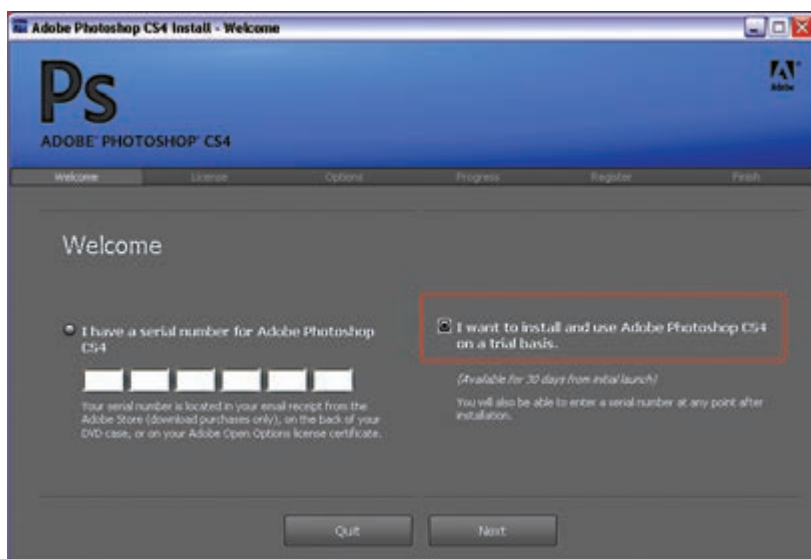 Adobe Photoshop CS4 Install - Welcome
Ps
Adobe
ADOBE® PHOTOSHOP® CS4
Welcome License Options Progress Register Finish
Welcome
I have a serial number for Adobe Photoshop
CS4
Your serial number is located in your email receipt from the
Adobe Store (download purchases only), on the back of your
DVD case, or on your Adobe Open Options license certificate.
I want to install and use Adobe Photoshop CS4
on a trial basis.
(Available for 30 days from initial launch)
You will also be able to enter a serial number at any point after
installation.
Quit Next